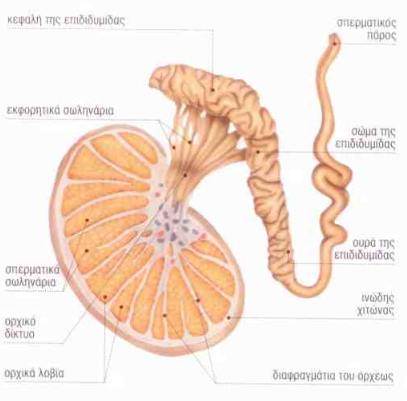 κεφαλή της επιδιδυμίδας
σπερματικός
πόρος
εκφορητικά σωληνάρια
σώμα της
επιδιδυμίδας
ουρά της
επιδιδυμίδας
σπερματικά
σωληνάρια
ινώδης
χιτώνας
ορχικό
δίκτυο
ορχικά λοβία
διαφραγμάτια του όρχεως